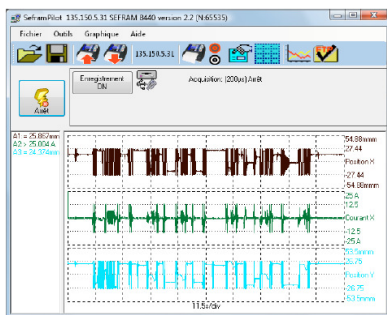 SeframPilot 135.150.5.31 SEFRAM 8440 version 2.2 (N:65535)
Fichier Outils Graphique Aide
135.150.5.31
Arrêt
Enregistrement
ON
Acquisition: (200µs) Arrêt
A1 = 25.867mm
A2 > 25.004 A
A3 = 24.374mm
54.88mm
27.44
Position X
-27.44
-54.88mm
25 A
12.5
Courant X
-12.5
-25 A
53.5mm
26.75
Position Y
-26.75
-53.5mm
11.5s/div